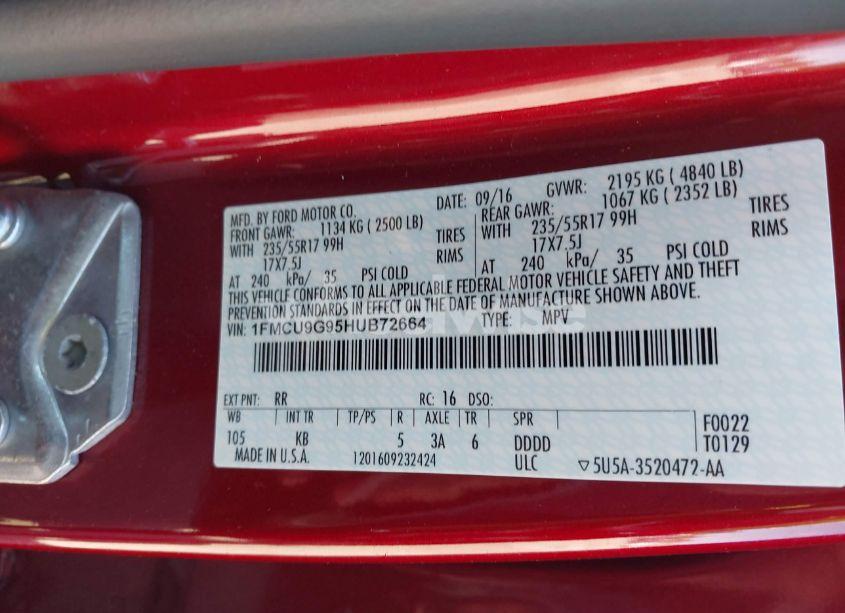 MFD. BY FORD MOTOR CO. DATE: 09/16 GVWR: 2195 KG ( 4840 LB)
FRONT GAWR: 1134 KG ( 2500 LB) REAR GAWR: 1067 KG ( 2352 LB)
WITH 235/55R17 99H TIRES WITH 235/55R17 99H TIRES
17X7.5J RIMS 17X7.5J RIMS
AT 240 kPa/ 35 PSI COLD AT 240 kPa/ 35 PSI COLD
THIS VEHICLE CONFORMS TO ALL APPLICABLE FEDERAL MOTOR VEHICLE SAFETY AND THEFT
PREVENTION STANDARDS IN EFFECT ON THE DATE OF MANUFACTURE SHOWN ABOVE.
VIN: 1FMCU9G95HUB72664 TYPE: MPV
EXT PNT: RR RC: 16 DSO:
WB INT TR TP/PS R AXLE TR SPR F0022
105 KB 5 3A 6 DDDD T0129
MADE IN U.S.A. 1201609232424 ULC ▽5U5A-3520472-AA